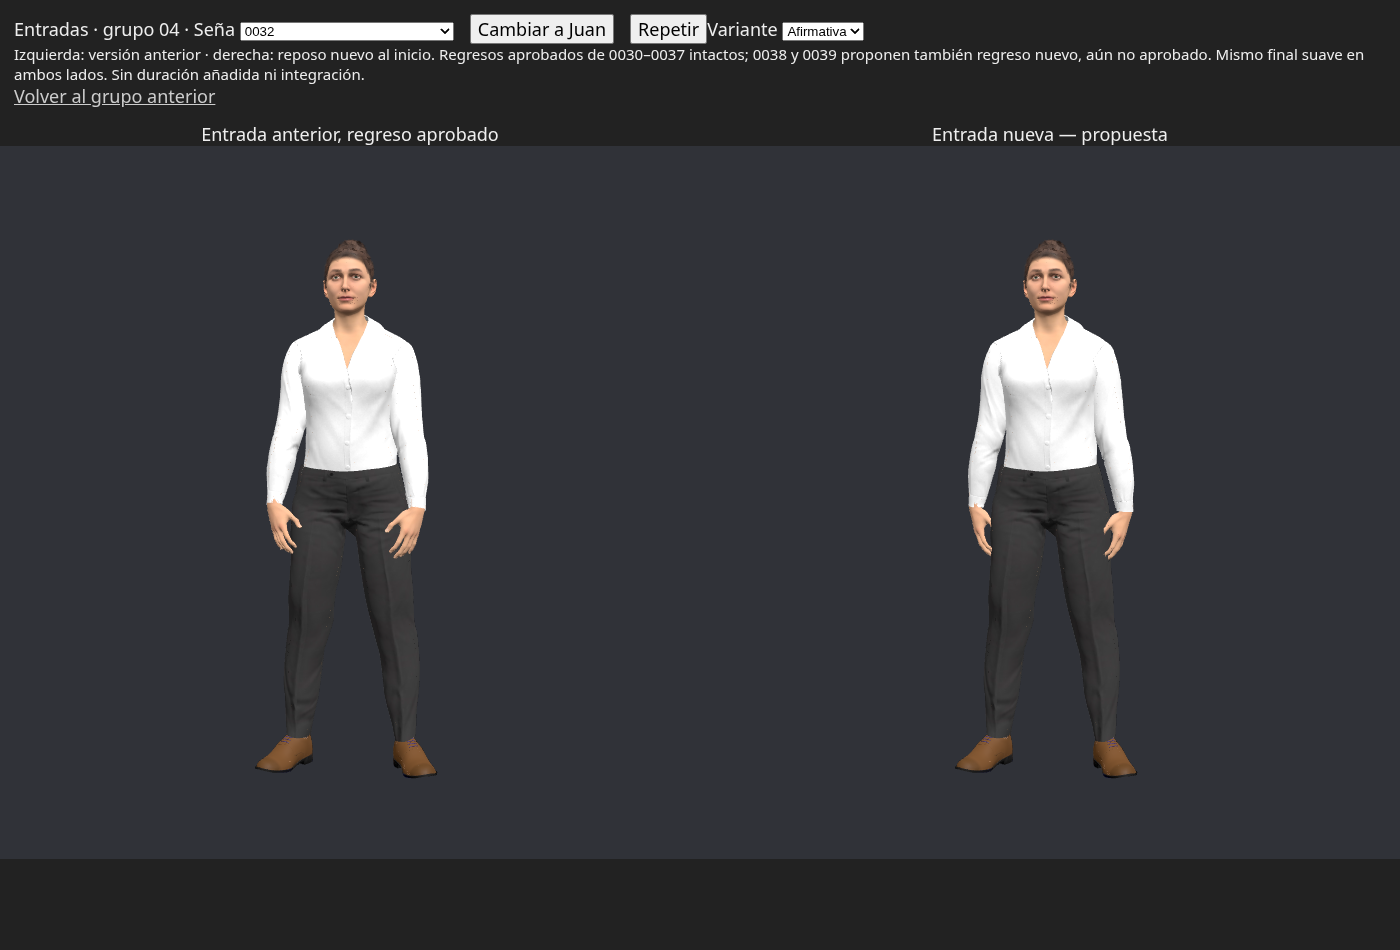 Entradas · grupo 04 · Seña 0032 Cambiar a Juan Repetir Variante Afirmativa
Izquierda: versión anterior · derecha: reposo nuevo al inicio. Regresos aprobados de 0030–0037 intactos; 0038 y 0039 proponen también regreso nuevo, aún no aprobado. Mismo final suave en
ambos lados. Sin duración añadida ni integración.
Volver al grupo anterior
Entrada anterior, regreso aprobado
Entrada nueva — propuesta